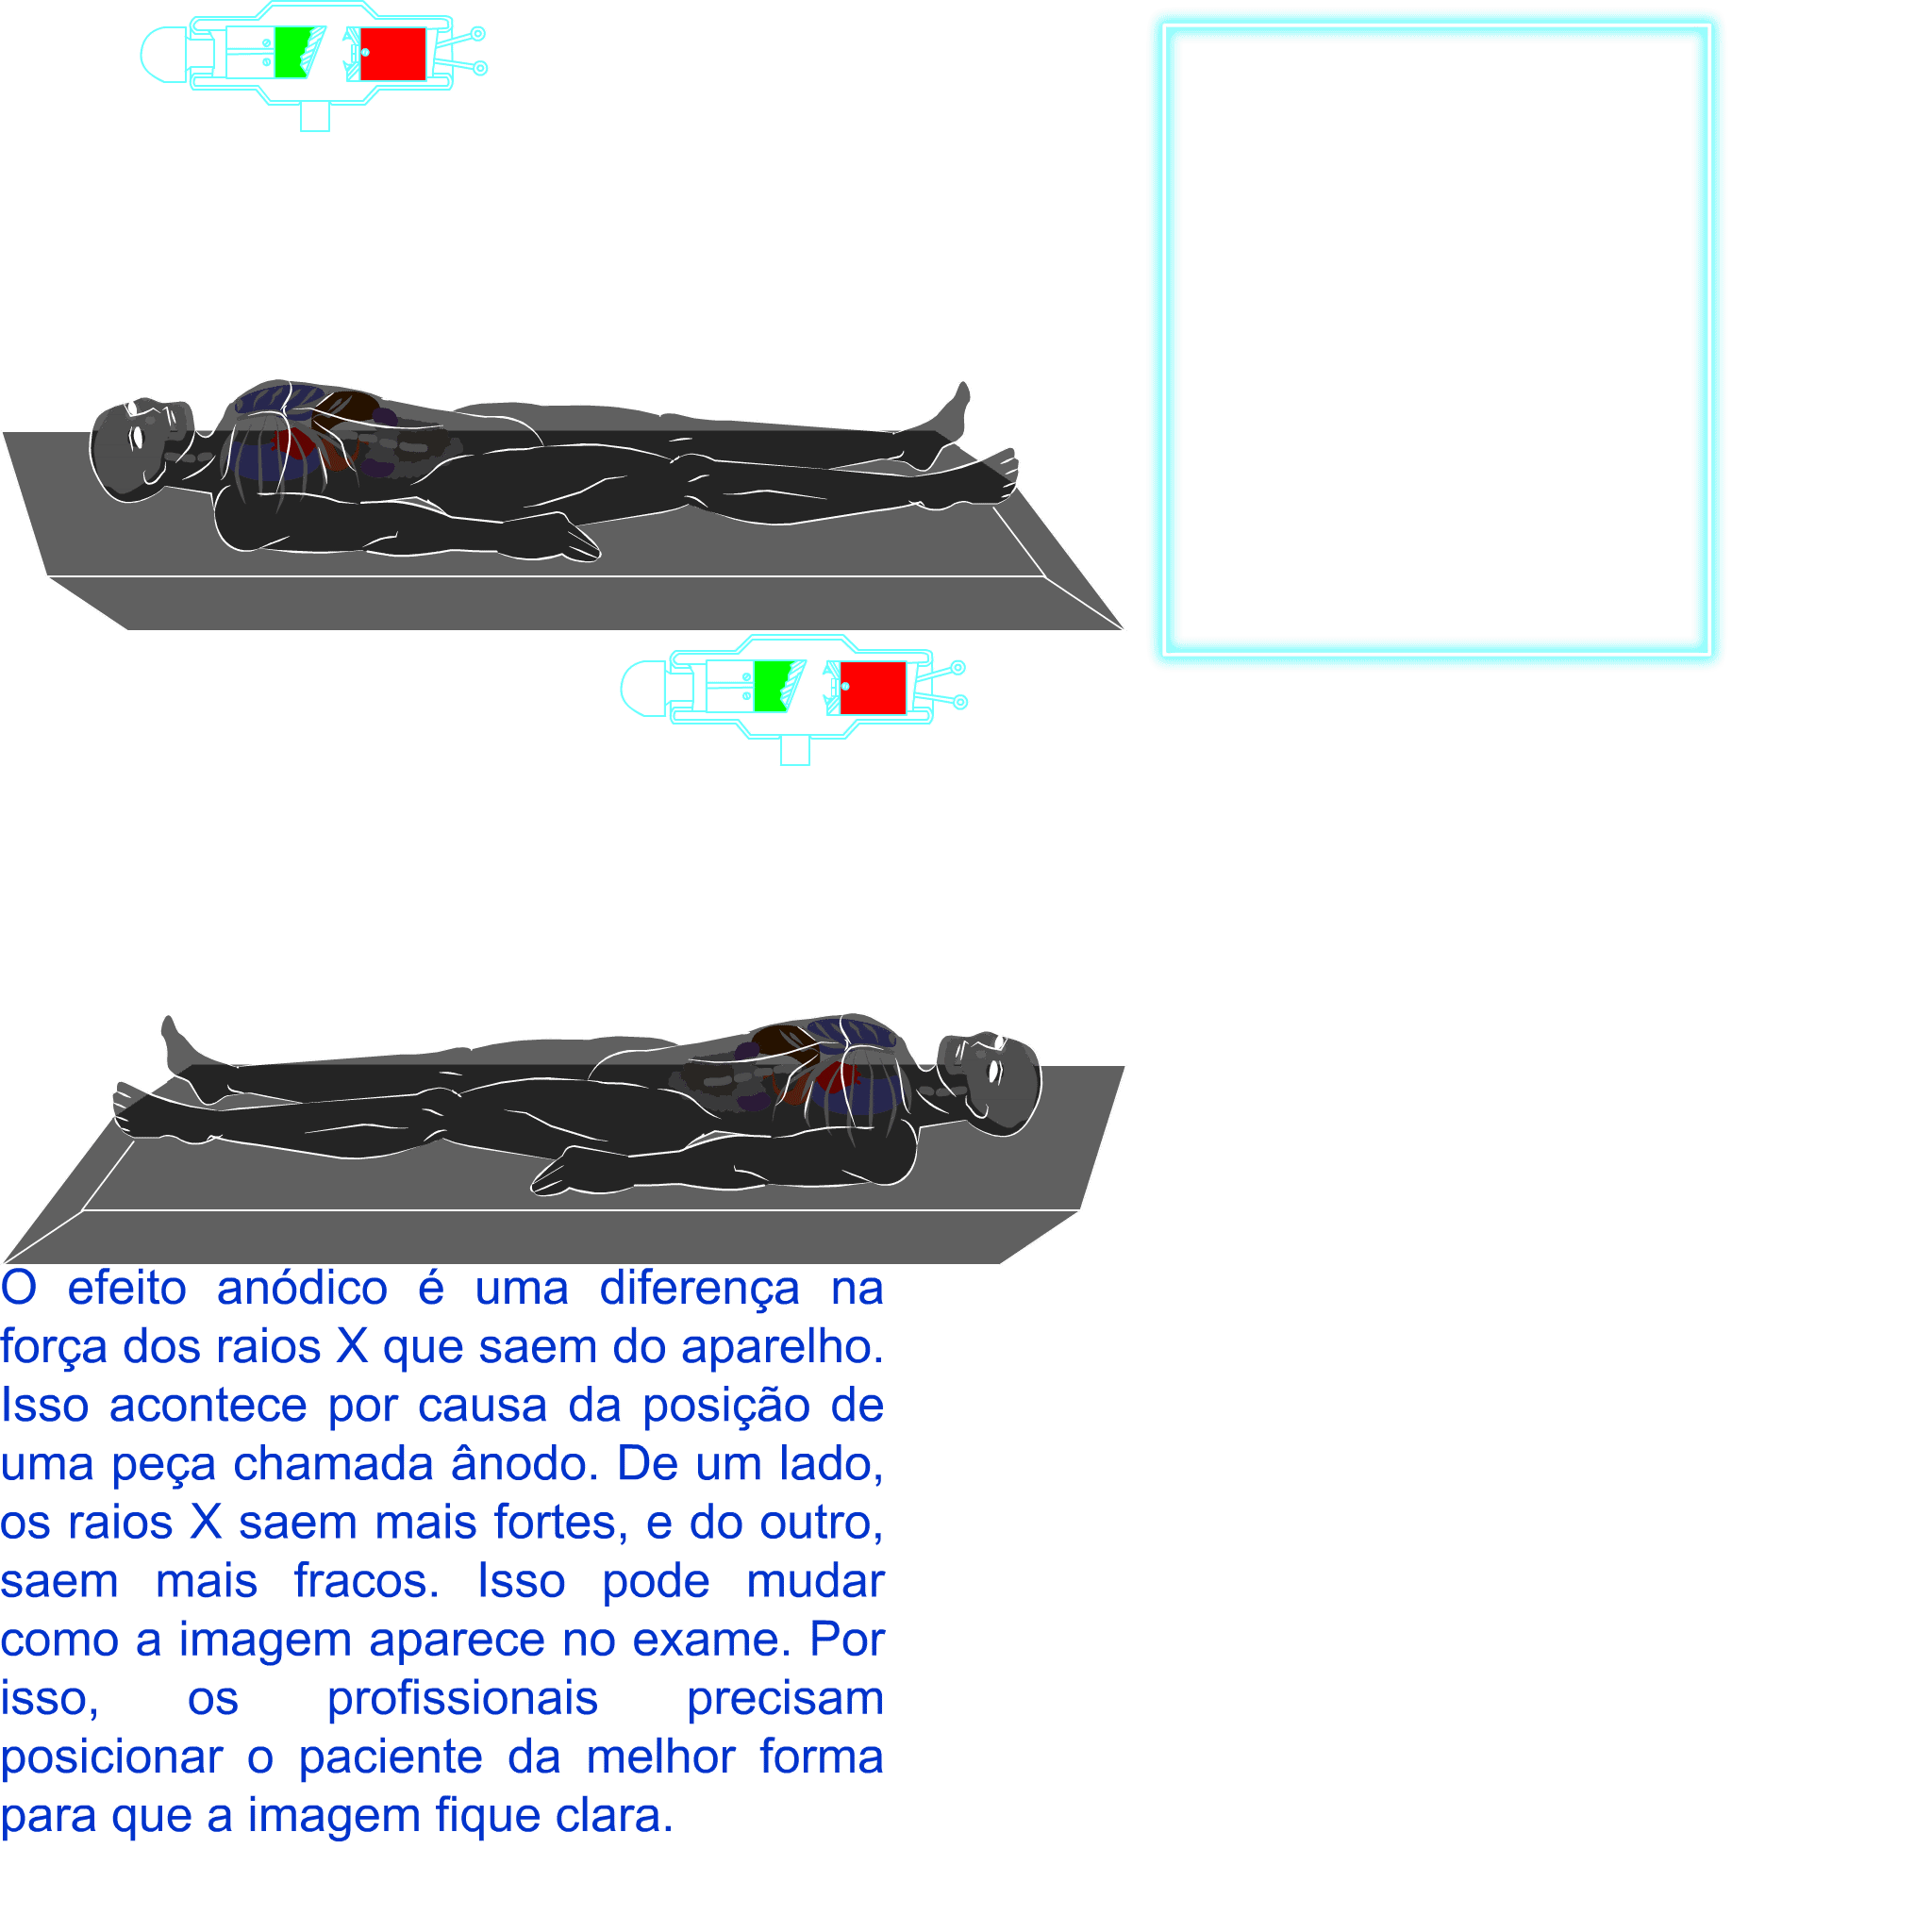 O efeito anódico é uma diferença na
força dos raios X que saem do aparelho.
Isso acontece por causa da posição de
uma peça chamada ânodo. De um lado,
os raios X saem mais fortes, e do outro,
saem mais fracos. Isso pode mudar
como a imagem aparece no exame. Por
isso, os profissionais precisam
posicionar o paciente da melhor forma
para que a imagem fique clara.